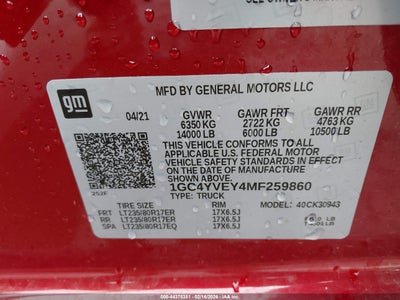 MFD BY GENERAL MOTORS LLC
gm
04/21 GVWR GAWR FRT GAWR RR
6350 KG 2722 KG 4763 KG
14000 LB 6000 LB 10500 LB
THIS VEHICLE CONFORMS TO ALL
APPLICABLE U.S. FEDERAL MOTOR
VEHICLE SAFETY STANDARDS IN
EFFECT ON THE DATE OF
MANUFACTURE SHOWN ABOVE.
1GC4YVEY4MF259860
TYPE: TRUCK
252F
TIRE SIZE RIM MODEL: 40CK30943
FRT LT235/80R17ER 17X6.5J
RR LT235/80R17ER 17X6.5J
SPA LT235/80R17EQ 17X6.5J